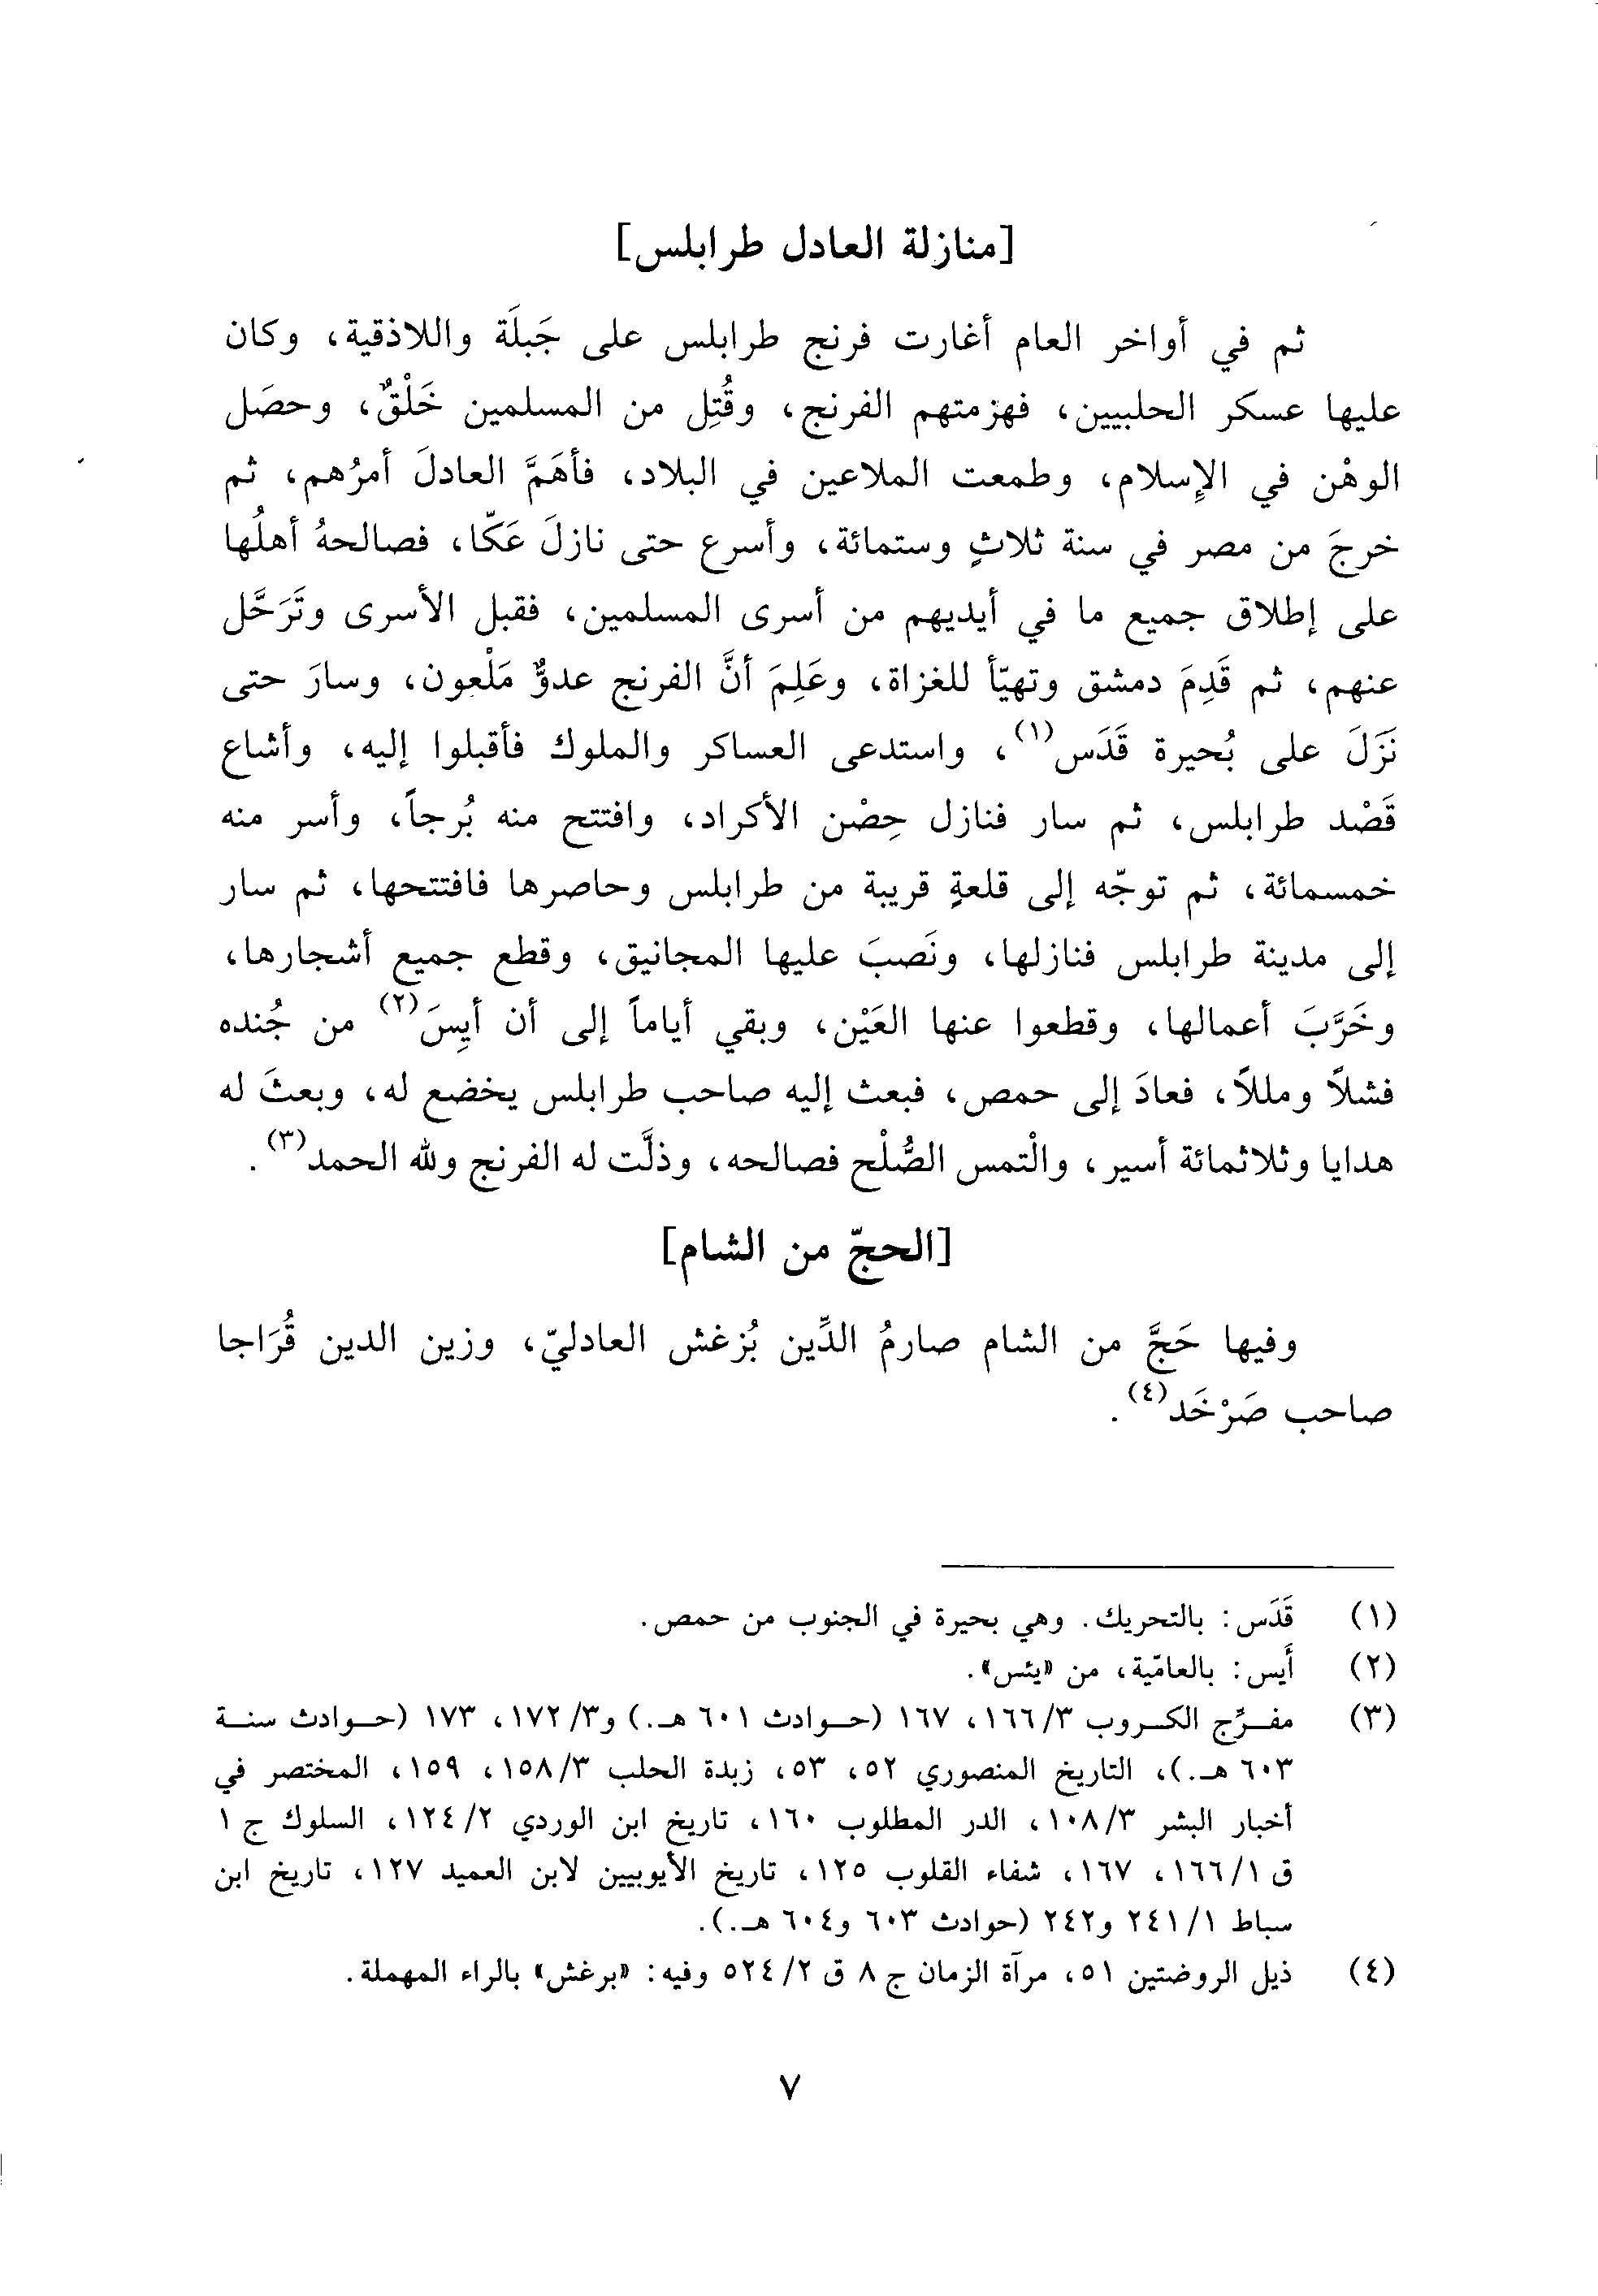 [منازلة العادل طرابلس]
ثم في أواخر العام أغارت فرنج طرابلس على جَبلَة واللاذقية، وكان
عليها عسكر الحلبيين، فهزمتهم الفرنج، وقُتِل من المسلمين خَلْقٌ، وحصَل
الوهْن في الإسلام، وطمعت الملاعين في البلاد، فأهَمَّ العادلَ أمرُهم، ثم
خرجَ من مصر في سنة ثلاثٍ وستمائة، وأسرع حتى نازلَ عَكّا، فصالحهُ أهلُها
على إطلاق جميع ما في أيديهم من أسرى المسلمين، فقبل الأسرى وتَرَحَّل
عنهم، ثم قَدِمَ دمشق وتهيّأ للغزاة، وعَلِمَ أنَّ الفرنج عدوٌّ مَلْعون، وسارَ حتى
نَزَلَ على بُحيرة قَدَس(١)، واستدعى العساكر والملوك فأقبلوا إليه، وأشاع
قَصْد طرابلس، ثم سار فنازل حِصْن الأكراد، وافتتح منه بُرجاً، وأسر منه
خمسمائة، ثم توجّه إلى قلعةٍ قريبة من طرابلس وحاصرها فافتتحها، ثم سار
إلى مدينة طرابلس فنازلها، ونَصبَ عليها المجانيق، وقطع جميع أشجارها،
وخَرَّبَ أعمالها، وقطعوا عنها العَيْن، وبقي أياماً إلى أن أيِسَ(٢) من جُنده
فشلاً ومللاً، فعادَ إلى حمص، فبعث إليه صاحب طرابلس يخضع له، وبعثَ له
هدايا وثلاثمائة أسير، والْتمس الصُّلْح فصالحه، وذلَّت له الفرنج ولله الحمد(٣).
[الحجّ من الشام]
وفيها حَجَّ من الشام صارمُ الدِّين بُزغش العادليّ، وزين الدين قُرَاجا
صاحب صَرْخَد(٤).
(١) قَدَس: بالتحريك. وهي بحيرة في الجنوب من حمص.
(٢) أَيس: بالعامّية، من «يئس».
(٣) مفرّج الكروب ٣/ ١٦٦، ١٦٧ (حوادث ٦٠١ هـ.) و٣/ ١٧٢، ١٧٣ (حوادث سنة
٦٠٣ هـ.)، التاريخ المنصوري ٥٢، ٥٣، زبدة الحلب ٣/ ١٥٨، ١٥٩، المختصر في
أخبار البشر ٣/ ١٠٨، الدر المطلوب ١٦٠، تاريخ ابن الوردي ٢/ ١٢٤، السلوك ج ١
ق ١/ ١٦٦، ١٦٧، شفاء القلوب ١٢٥، تاريخ الأيوبيين لابن العميد ١٢٧، تاريخ ابن
سباط ١/ ٢٤١ و٢٤٢ (حوادث ٦٠٣ و٦٠٤ هـ.).
(٤) ذيل الروضتين ٥١، مرآة الزمان ج ٨ ق ٢/ ٥٢٤ وفيه: «برغش» بالراء المهملة.
٧